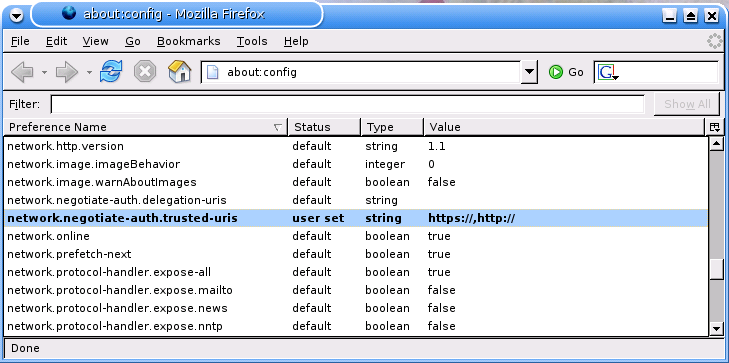 about:config - Mozilla Firefox
File Edit View Go Bookmarks Tools Help
about:config Go G
Filter: Show All
Preference Name Status Type Value
network.http.version default string 1.1
network.image.imageBehavior default integer 0
network.image.warnAboutImages default boolean false
network.negotiate-auth.delegation-uris default string
network.negotiate-auth.trusted-uris user set string https://,http://
network.online default boolean true
network.prefetch-next default boolean true
network.protocol-handler.expose-all default boolean true
network.protocol-handler.expose.mailto default boolean false
network.protocol-handler.expose.news default boolean false
network.protocol-handler.expose.nntp default boolean false
Done